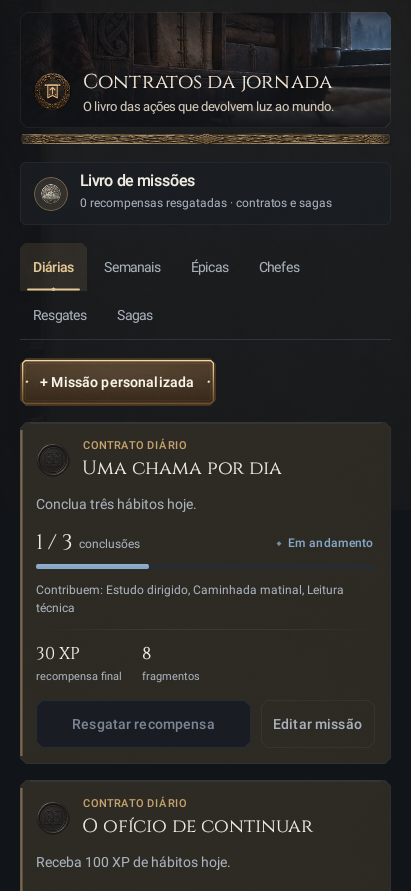 Contratos da jornada
O livro das ações que devolvem luz ao mundo.
Livro de missões
0 recompensas resgatadas · contratos e sagas
Diárias Semanais Épicas Chefes
Resgates Sagas
+ Missão personalizada
CONTRATO DIÁRIO
Uma chama por dia
Conclua três hábitos hoje.
1 / 3 conclusões Em andamento
Contribuem: Estudo dirigido, Caminhada matinal, Leitura
técnica
30 XP 8
recompensa final fragmentos
Resgatar recompensa Editar missão
CONTRATO DIÁRIO
O ofício de continuar
Receba 100 XP de hábitos hoje.